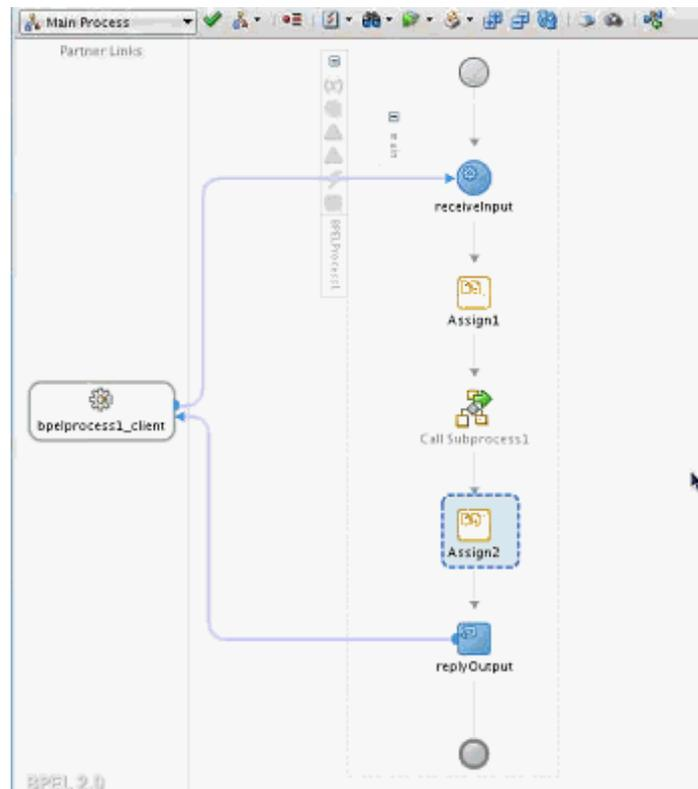 Main Process
Partner Links
main
receiveInput
BPELProcess1
Assign1
bpelprocess1_client
Call Subprocess1
Assign2
replyOutput
BPEL 2.0